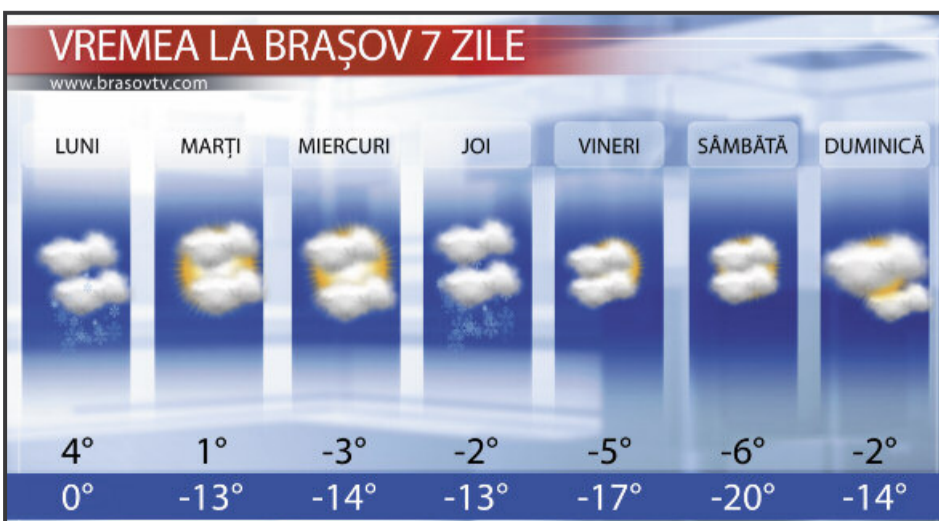 VREMEA LA BRAȘOV 7 ZILE
www.brasovtv.com
LUNI MARȚI MIERCURI JOI VINERI SÂMBĂTĂ DUMINICĂ
4° 1° -3° -2° -5° -6° -2°
0° -13° -14° -13° -17° -20° -14°